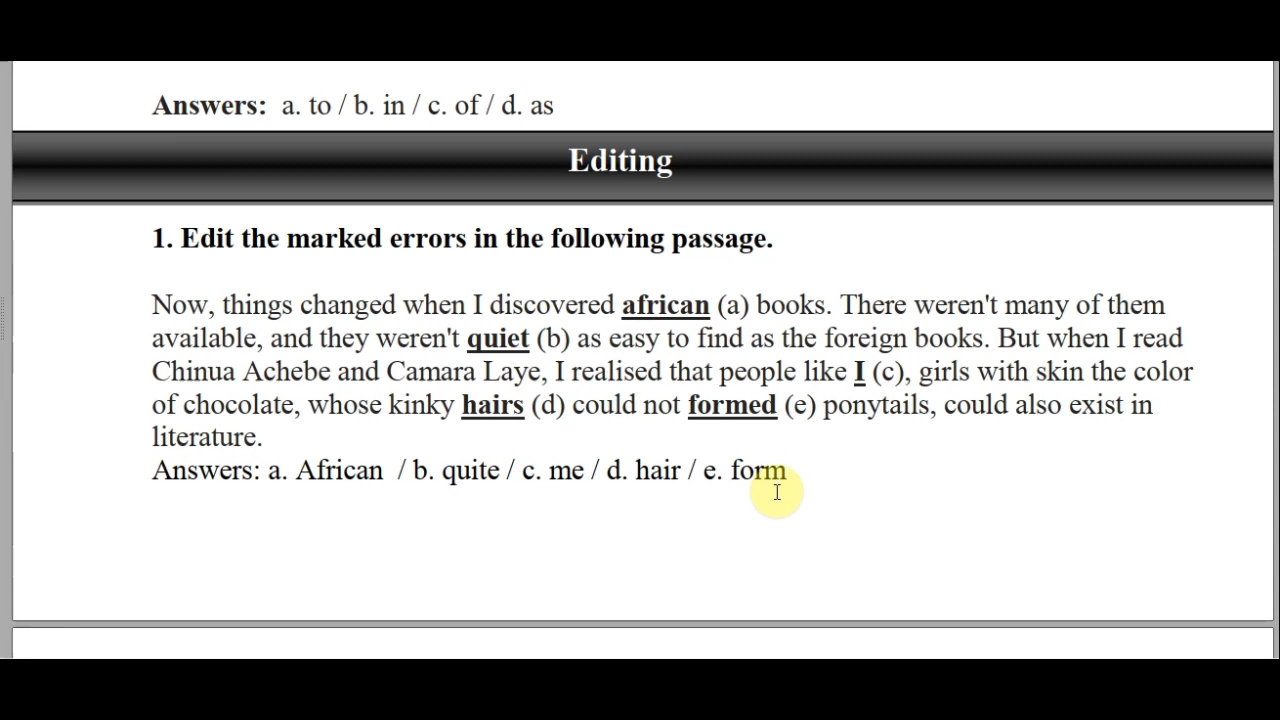 Answers: a. to / b. in / c. of / d. as
Editing
1. Edit the marked errors in the following passage.
Now, things changed when I discovered african (a) books. There weren't many of them
available, and they weren't quiet (b) as easy to find as the foreign books. But when I read
Chinua Achebe and Camara Laye, I realised that people like I (c), girls with skin the color
of chocolate, whose kinky hairs (d) could not formed (e) ponytails, could also exist in
literature.
Answers: a. African / b. quite / c. me / d. hair / e. form